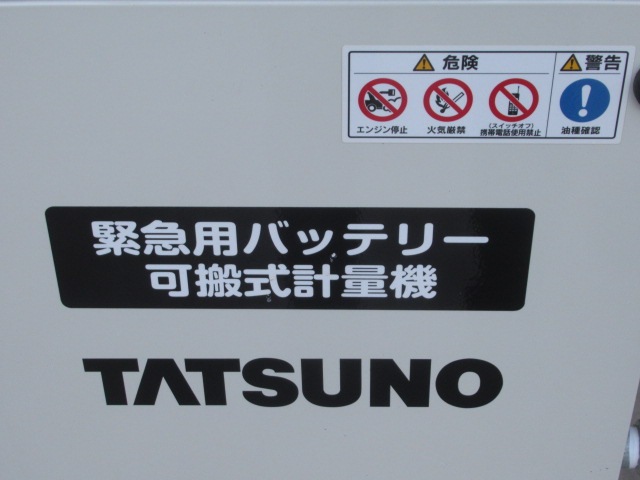 危険
警告
エンジン停止
火気厳禁
(スイッチオフ)
携帯電話使用禁止
油種確認
緊急用バッテリー
可搬式計量機
TATSUNO